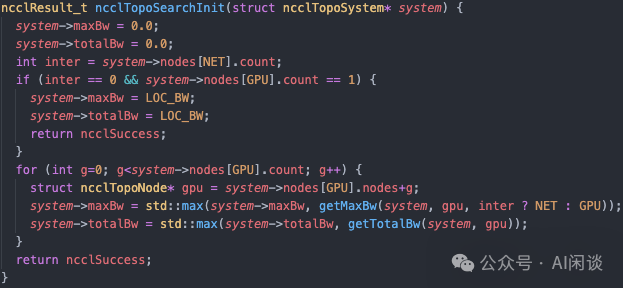 ncclResult_t ncclTopoSearchInit(struct ncclTopoSystem* system) {
  system->maxBw = 0.0;
  system->totalBw = 0.0;
  int inter = system->nodes[NET].count;
  if (inter == 0 && system->nodes[GPU].count == 1) {
    system->maxBw = LOC_BW;
    system->totalBw = LOC_BW;
    return ncclSuccess;
  }
  for (int g=0; g<system->nodes[GPU].count; g++) {
    struct ncclTopoNode* gpu = system->nodes[GPU].nodes+g;
    system->maxBw = std::max(system->maxBw, getMaxBw(system, gpu, inter ? NET : GPU));
    system->totalBw = std::max(system->totalBw, getTotalBw(system, gpu));
  }
  return ncclSuccess;
}
公众号 · AI闲谈